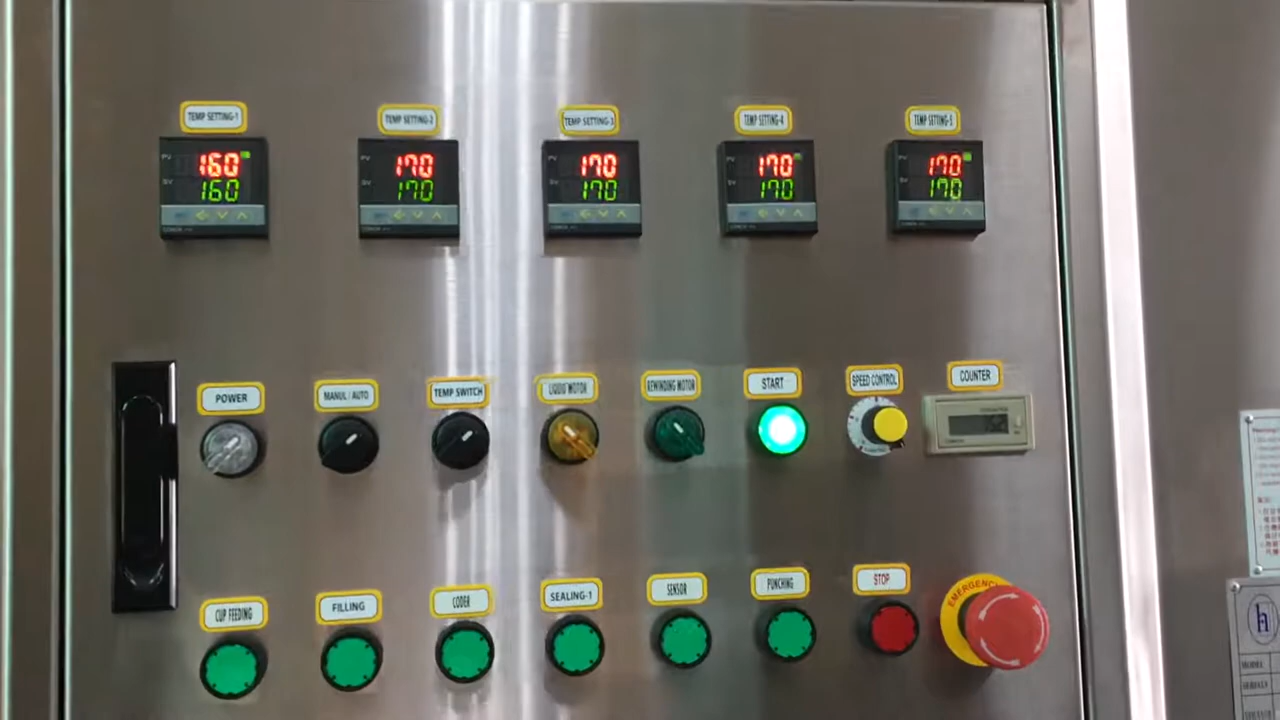 TEMP SETTING-1
TEMP SETTING-2
TEMP SETTING-3
TEMP SETTING-4
TEMP SETTING-5
PV 160
SV 160
PV 170
SV 170
PV 170
SV 170
PV 170
SV 170
PV 170
SV 170
POWER
MANUL / AUTO
TEMP SWITCH
LIQUID MOTOR
REWINDING MOTOR
START
SPEED CONTROL
COUNTER
CUP FEEDING
FILLING
CODER
SEALING-1
SENSOR
PUNCHING
STOP
EMERGENCY
h
MODEL